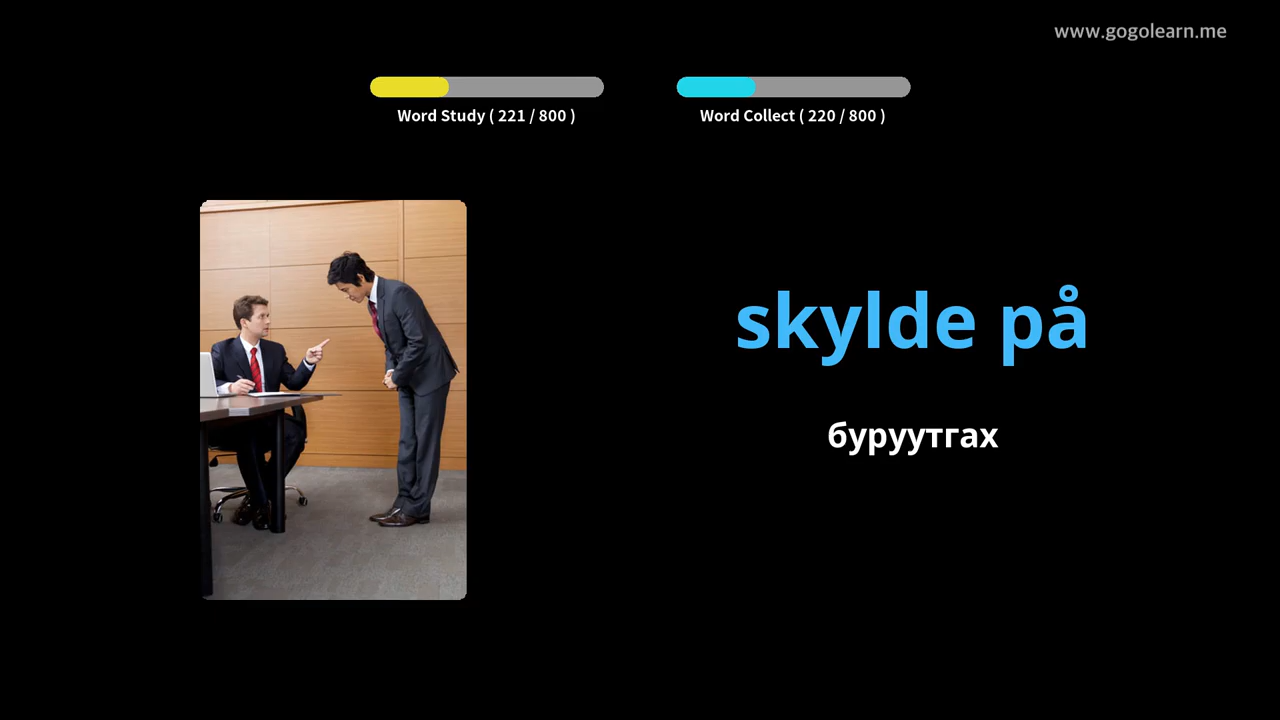 www.gogolearn.me
Word Study ( 221 / 800 )
Word Collect ( 220 / 800 )
skylde på
буруутгах